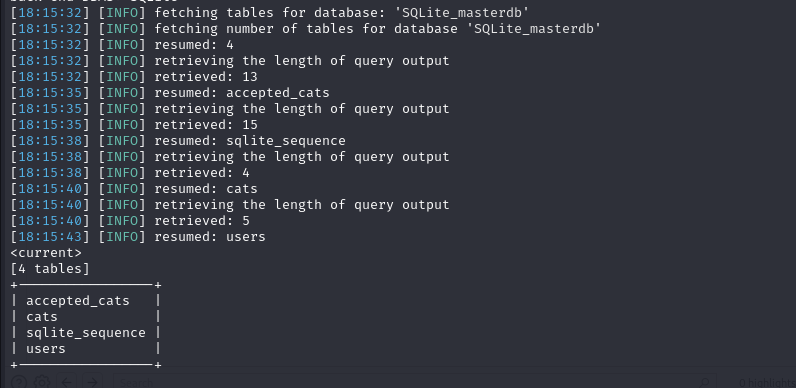 [18:15:32] [INFO] fetching tables for database: 'SQLite_masterdb'
[18:15:32] [INFO] fetching number of tables for database 'SQLite_masterdb'
[18:15:32] [INFO] resumed: 4
[18:15:32] [INFO] retrieving the length of query output
[18:15:32] [INFO] retrieved: 13
[18:15:35] [INFO] resumed: accepted_cats
[18:15:35] [INFO] retrieving the length of query output
[18:15:35] [INFO] retrieved: 15
[18:15:38] [INFO] resumed: sqlite_sequence
[18:15:38] [INFO] retrieving the length of query output
[18:15:38] [INFO] retrieved: 4
[18:15:40] [INFO] resumed: cats
[18:15:40] [INFO] retrieving the length of query output
[18:15:40] [INFO] retrieved: 5
[18:15:43] [INFO] resumed: users
<current>
[4 tables]
+-----------------+
| accepted_cats   |
| cats            |
| sqlite_sequence |
| users           |
+-----------------+